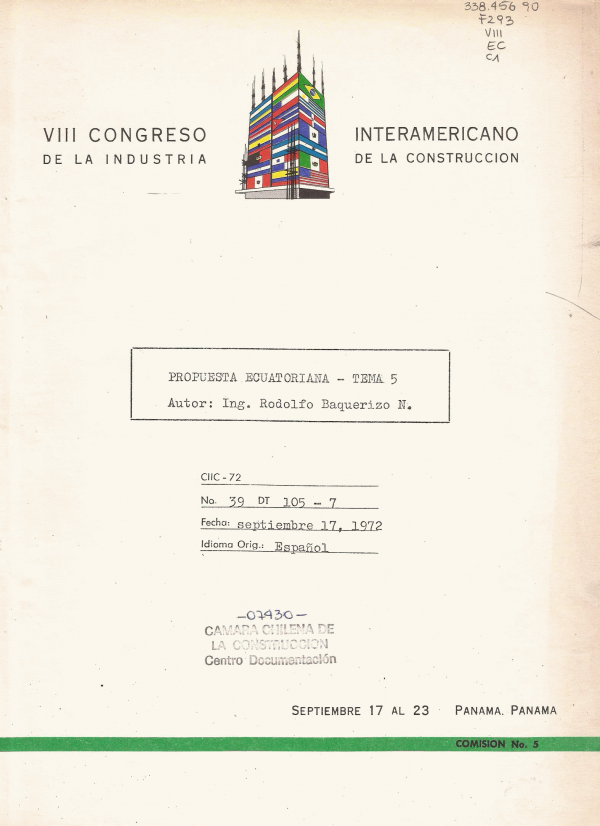 338.456 90
F293
VIII
EC
C1
VIII CONGRESO INTERAMERICANO
DE LA INDUSTRIA DE LA CONSTRUCCION
PROPUESTA ECUATORIANA - TEMA 5
Autor: Ing. Rodolfo Baquerizo N.
CIIC - 72
No. 39 DT 105 - 7
Fecha: septiembre 17, 1972
Idioma Orig.: Español
-07430-
CAMARA CHILENA DE
LA CONSTRUCCION
Centro Documentación
SEPTIEMBRE 17 AL 23 PANAMA, PANAMA
COMISION No. 5